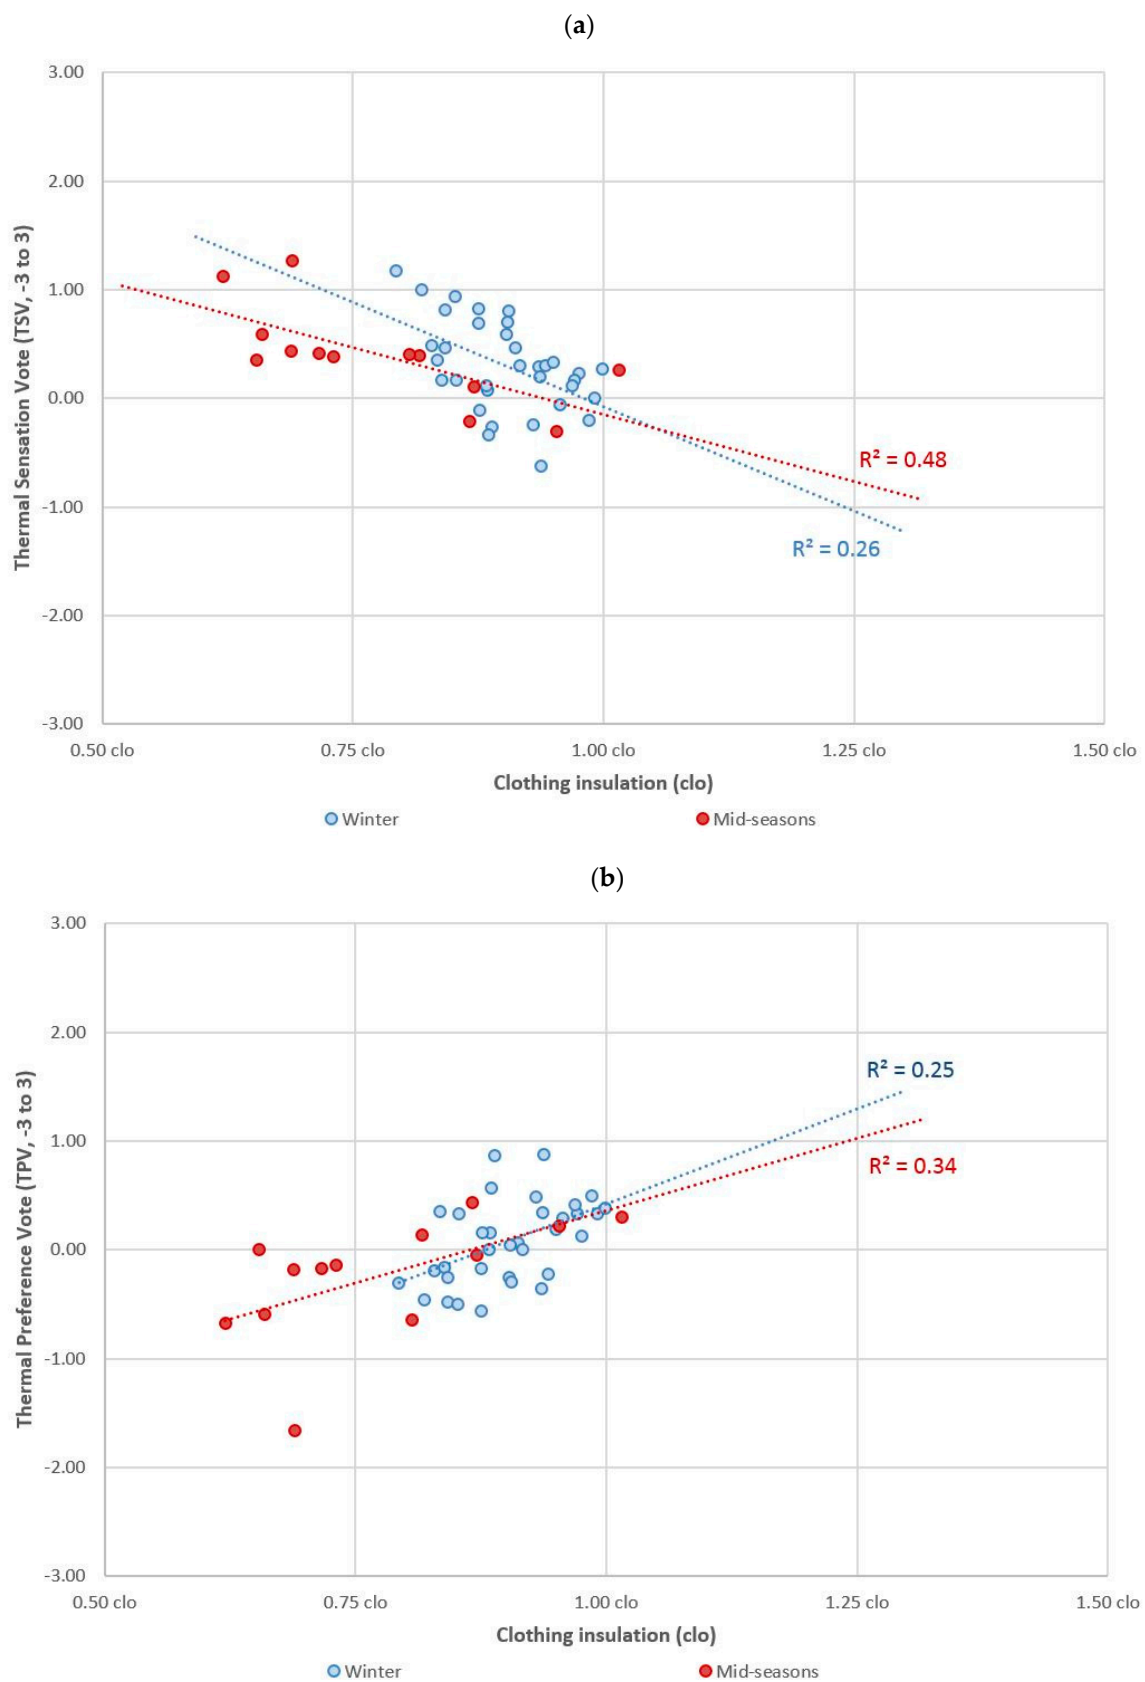 (a)
3.00
2.00
1.00
0.00
-1.00
-2.00
-3.00
Thermal Sensation Vote (TSV, -3 to 3)
R² = 0.48
R² = 0.26
0.50 clo 0.75 clo 1.00 clo 1.25 clo 1.50 clo
Clothing insulation (clo)
Winter Mid-seasons
(b)
3.00
2.00
1.00
0.00
-1.00
-2.00
-3.00
Thermal Preference Vote (TPV, -3 to 3)
R² = 0.25
R² = 0.34
0.50 clo 0.75 clo 1.00 clo 1.25 clo 1.50 clo
Clothing insulation (clo)
Winter Mid-seasons